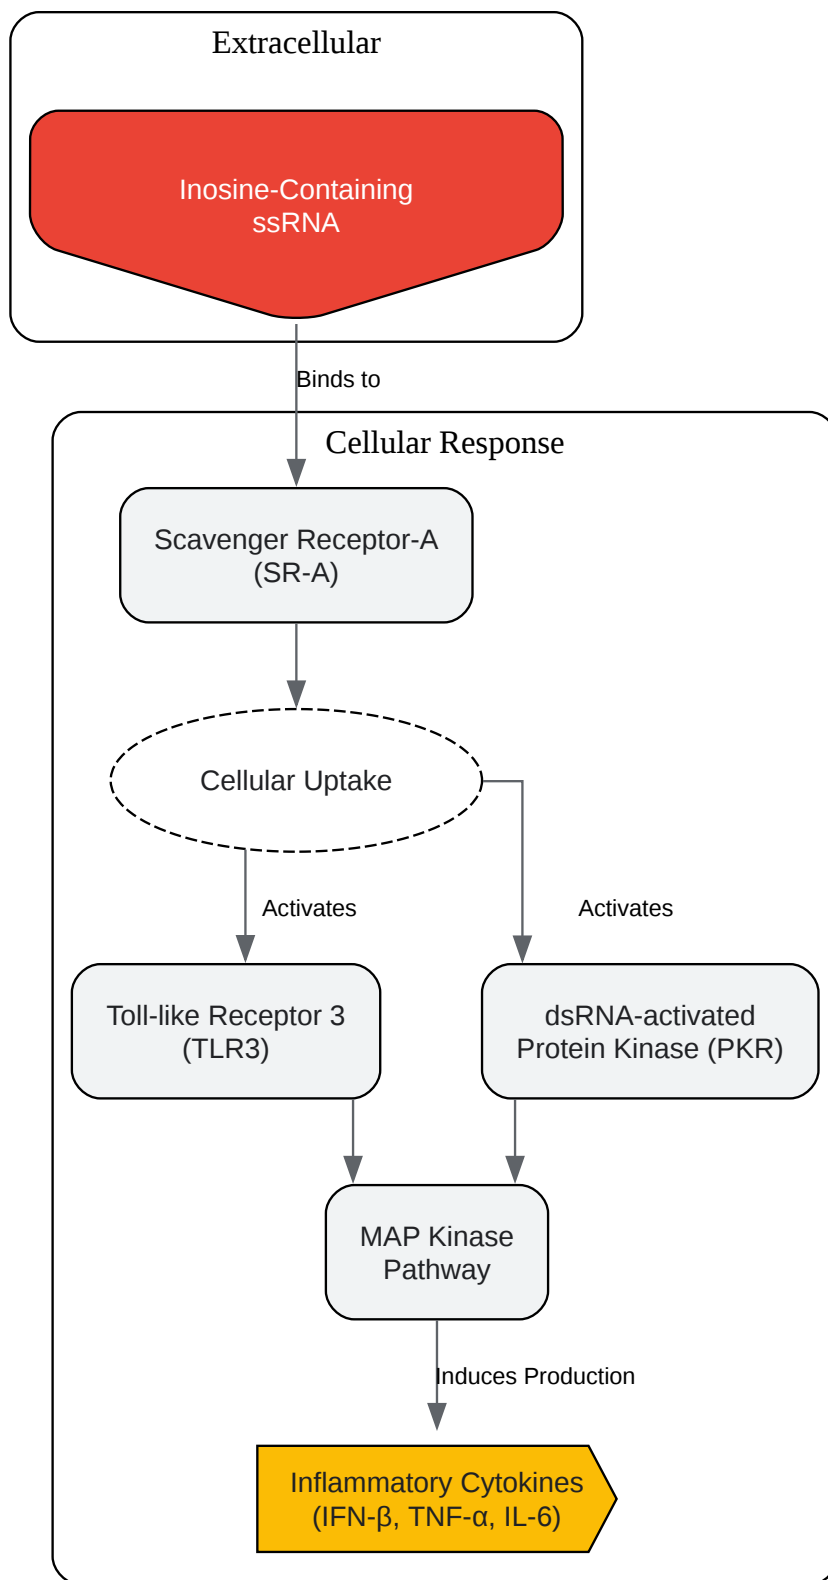 Extracellular
Inosine-Containing
ssRNA
Binds to
Cellular Response
Scavenger Receptor-A
(SR-A)
Cellular Uptake
Activates
Activates
Toll-like Receptor 3
(TLR3)
dsRNA-activated
Protein Kinase (PKR)
MAP Kinase
Pathway
Induces Production
Inflammatory Cytokines
(IFN-β, TNF-α, IL-6)